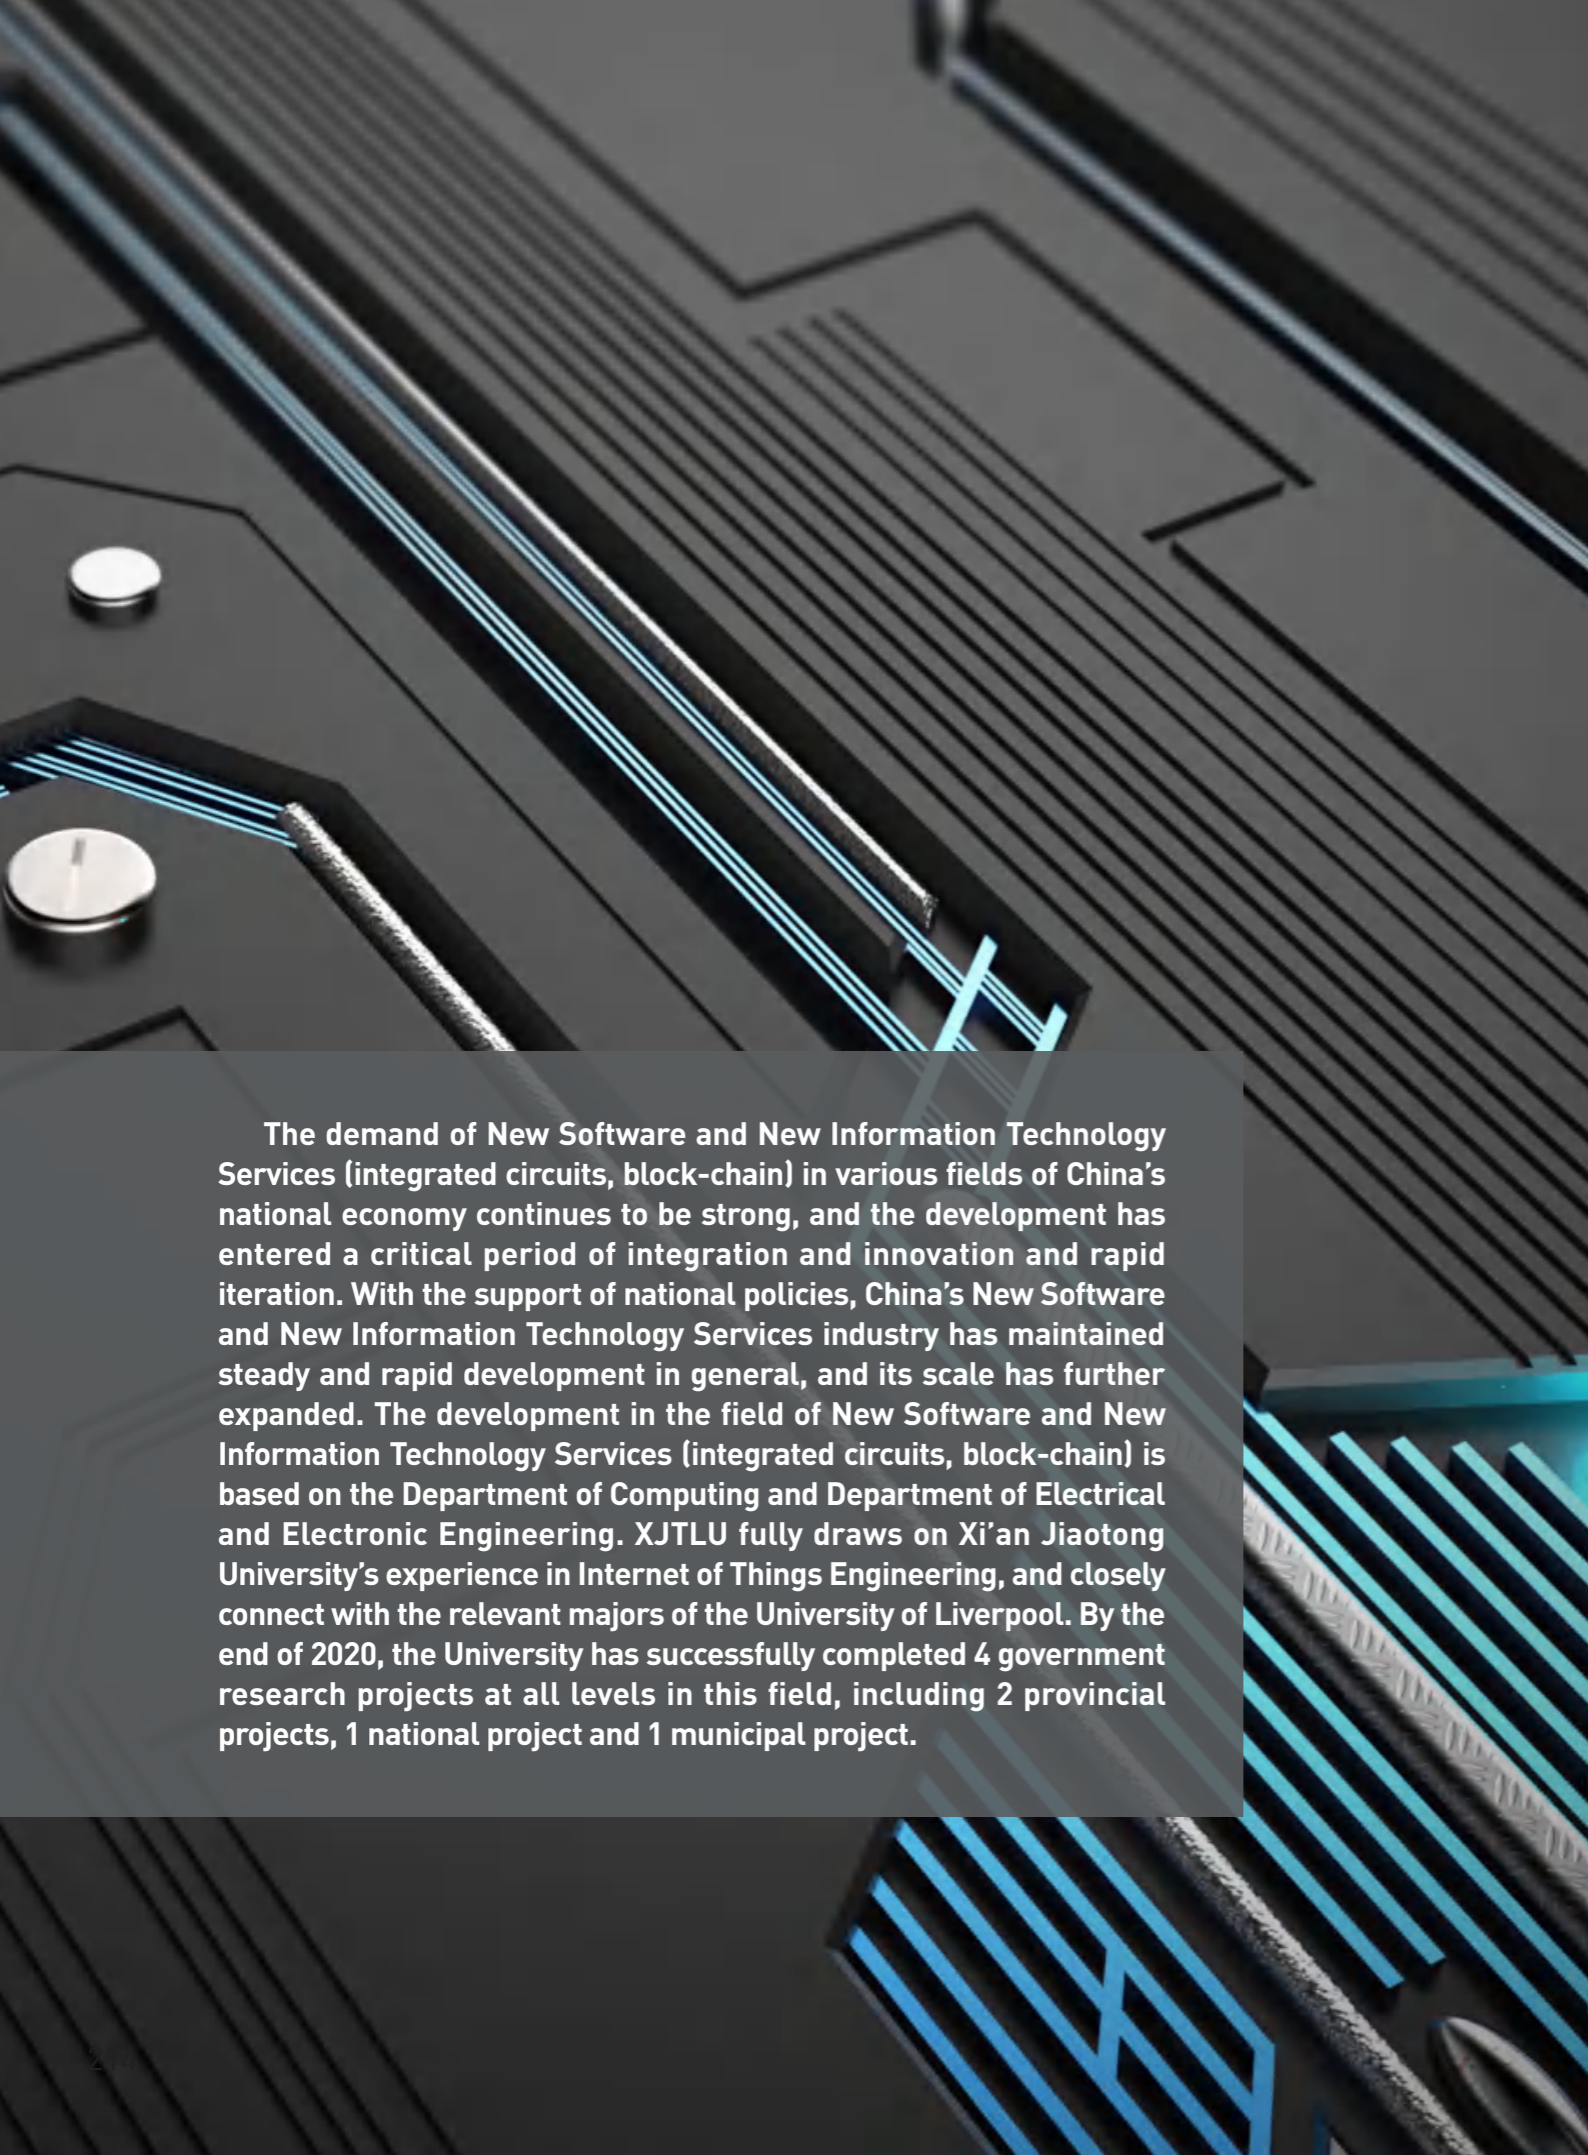 The demand of New Software and New Information Technology
Services (integrated circuits, block-chain) in various fields of China’s
national economy continues to be strong, and the development has
entered a critical period of integration and innovation and rapid
iteration. With the support of national policies, China’s New Software
and New Information Technology Services industry has maintained
steady and rapid development in general, and its scale has further
expanded. The development in the field of New Software and New
Information Technology Services (integrated circuits, block-chain) is
based on the Department of Computing and Department of Electrical
and Electronic Engineering. XJTLU fully draws on Xi’an Jiaotong
University’s experience in Internet of Things Engineering, and closely
connect with the relevant majors of the University of Liverpool. By the
end of 2020, the University has successfully completed 4 government
research projects at all levels in this field, including 2 provincial
projects, 1 national project and 1 municipal project.